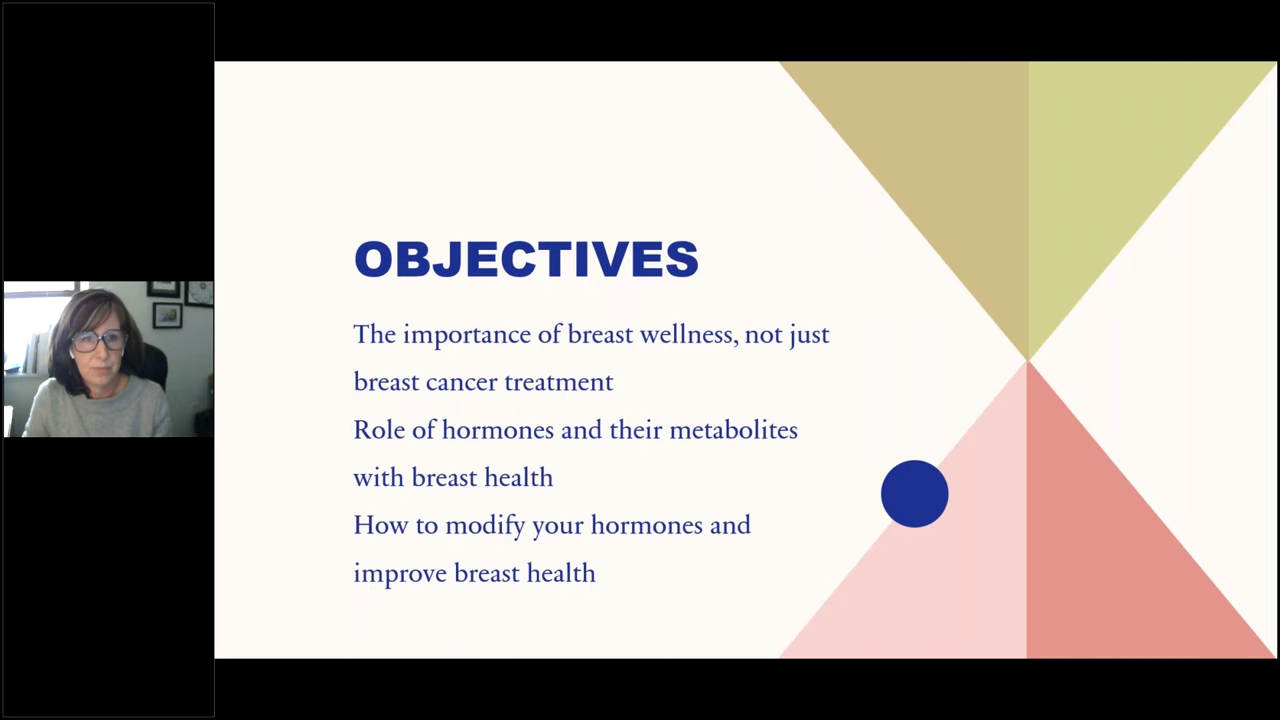 OBJECTIVES
The importance of breast wellness, not just
breast cancer treatment
Role of hormones and their metabolites
with breast health
How to modify your hormones and
improve breast health